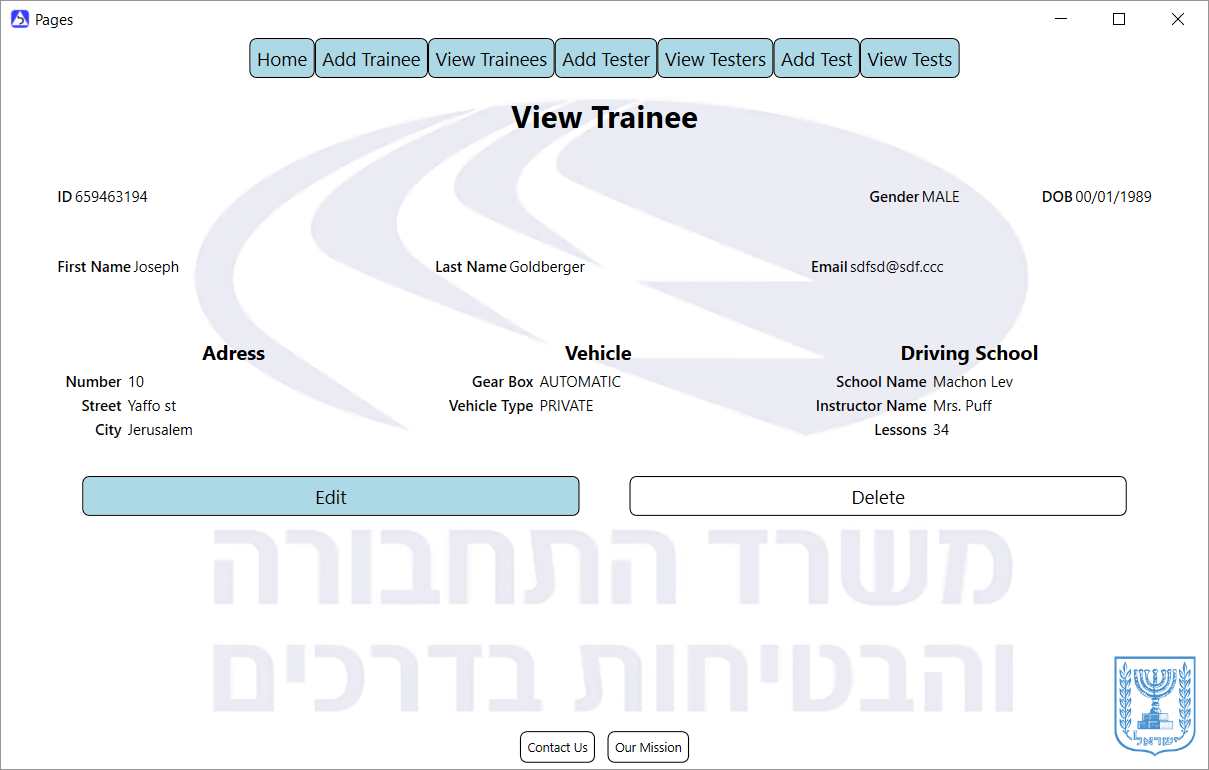 Pages
Home Add Trainee View Trainees Add Tester View Testers Add Test View Tests
View Trainee
ID 659463194 Gender MALE DOB 00/01/1989
First Name Joseph Last Name Goldberger Email sdfsd@sdf.ccc
Adress Vehicle Driving School
Number 10 Gear Box AUTOMATIC School Name Machon Lev
Street Yaffo st Vehicle Type PRIVATE Instructor Name Mrs. Puff
City Jerusalem Lessons 34
Edit Delete
משרד התחבורה
והבטיחות בדרכים
ישראל
Contact Us Our Mission